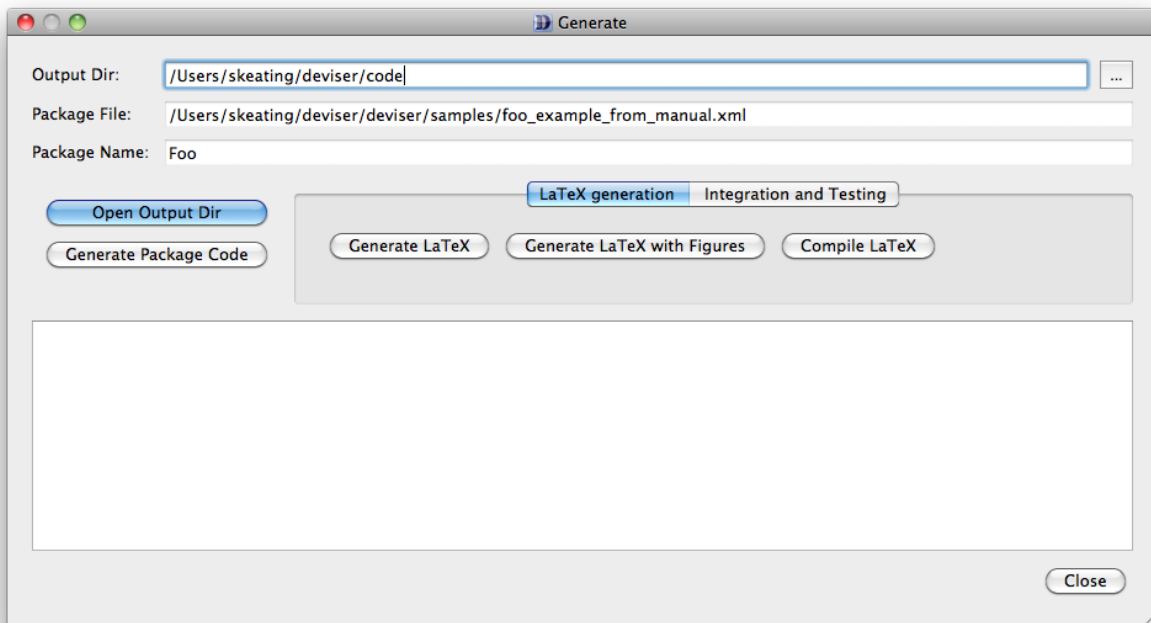 Generate
Output Dir: /Users/skeating/deviser/code ...
Package File: /Users/skeating/deviser/deviser/samples/foo_example_from_manual.xml
Package Name: Foo
LaTeX generation Integration and Testing
Open Output Dir
Generate LaTeX Generate LaTeX with Figures Compile LaTeX
Generate Package Code
Close